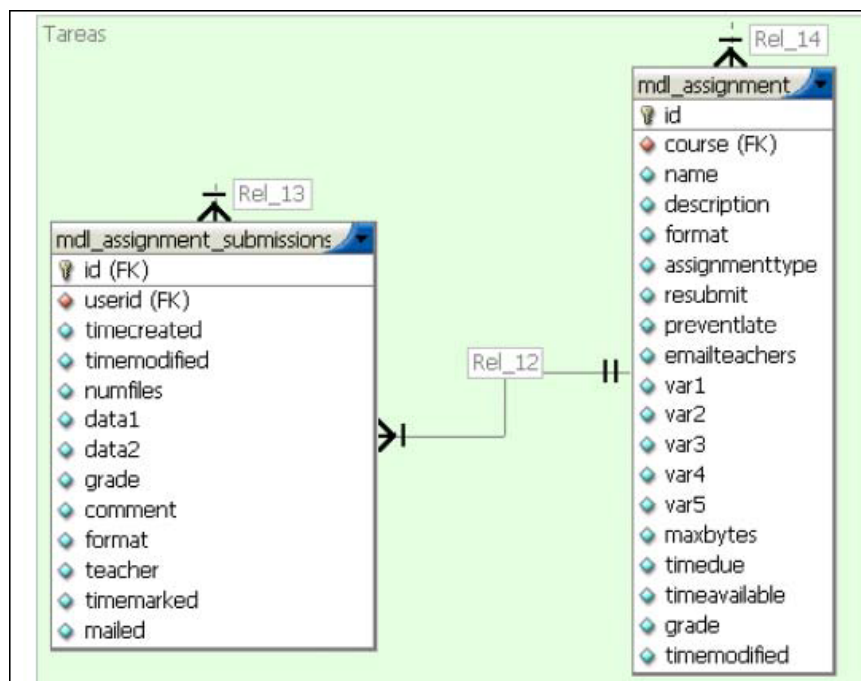 Tareas
Rel_13
mdl_assignment_submissions
id (FK)
userid (FK)
timecreated
timemodified
numfiles
data1
data2
grade
comment
format
teacher
timemarked
mailed
Rel_12
Rel_14
mdl_assignment
id
course (FK)
name
description
format
assignmenttype
resubmit
preventlate
emailteachers
var1
var2
var3
var4
var5
maxbytes
timedue
timeavailable
grade
timemodified